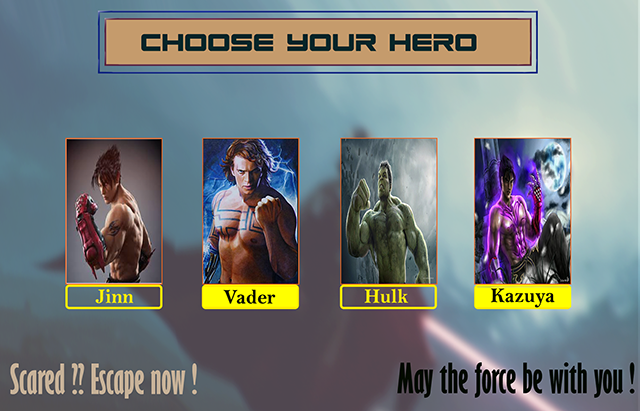 CHOOSE YOUR HERO
Jinn
Vader
Hulk
Kazuya
Scared ?? Escape now !
May the force be with you !